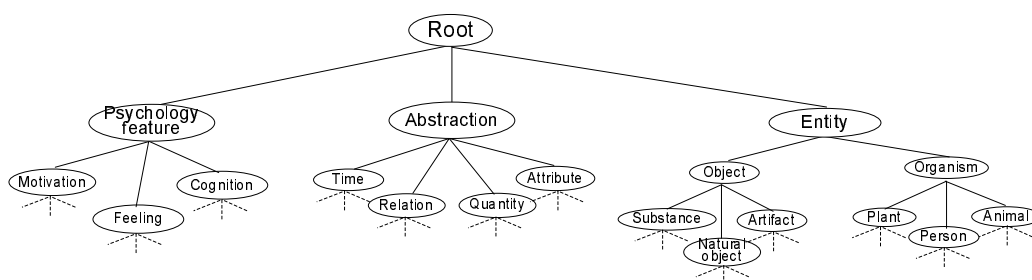 Root
Psychology
feature
Abstraction
Entity
Motivation
Feeling
Cognition
Time
Relation
Quantity
Attribute
Object
Organism
Substance
Natural
object
Artifact
Plant
Person
Animal